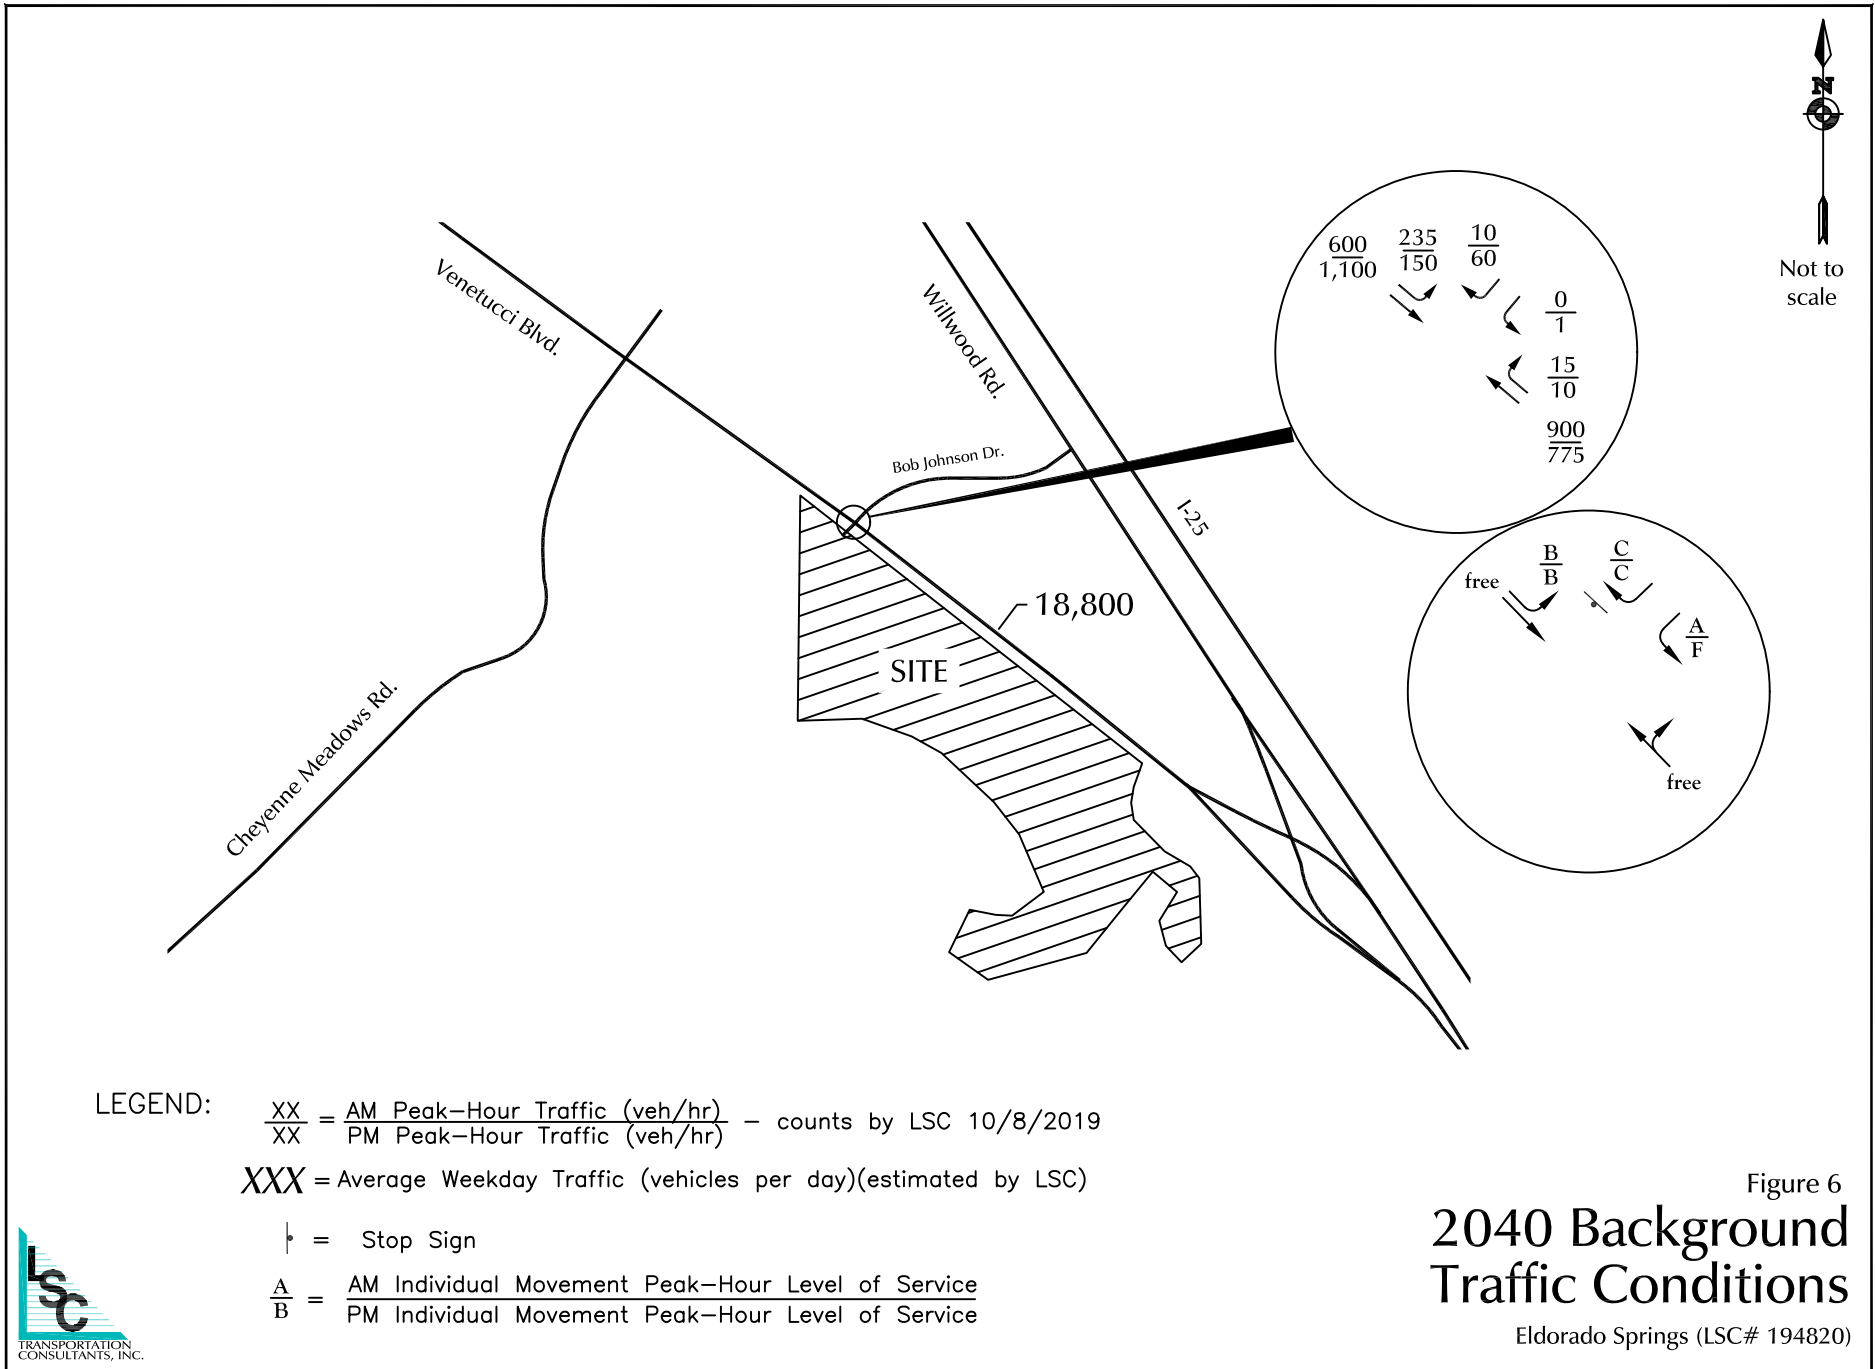 N
Not to
scale
600
1,100
235
150
10
60
0
1
15
10
900
775
Venetucci Blvd.
Willwood Rd.
Bob Johnson Dr.
I-25
B
B
C
C
free
A
F
free
18,800
SITE
Cheyenne Meadows Rd.
LEGEND:
XX
XX
=
AM Peak-Hour Traffic (veh/hr)
PM Peak-Hour Traffic (veh/hr)
- counts by LSC 10/8/2019
XXX = Average Weekday Traffic (vehicles per day)(estimated by LSC)
= Stop Sign
A
B
=
AM Individual Movement Peak-Hour Level of Service
PM Individual Movement Peak-Hour Level of Service
LSC
TRANSPORTATION
CONSULTANTS, INC.
Figure 6
2040 Background
Traffic Conditions
Eldorado Springs (LSC# 194820)